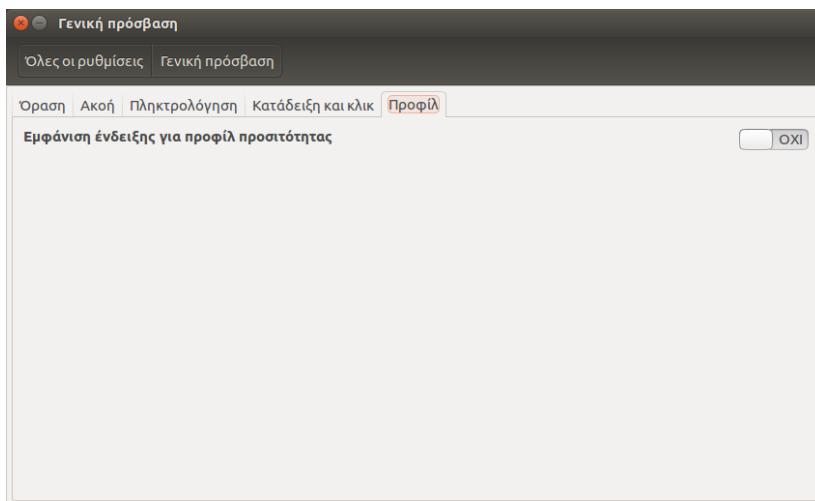 Γενική πρόσβαση
Όλες οι ρυθμίσεις Γενική πρόσβαση
Όραση Ακοή Πληκτρολόγηση Κατάδειξη και κλικ Προφίλ
Εμφάνιση ένδειξης για προφίλ προσιτότητας ΟΧΙ